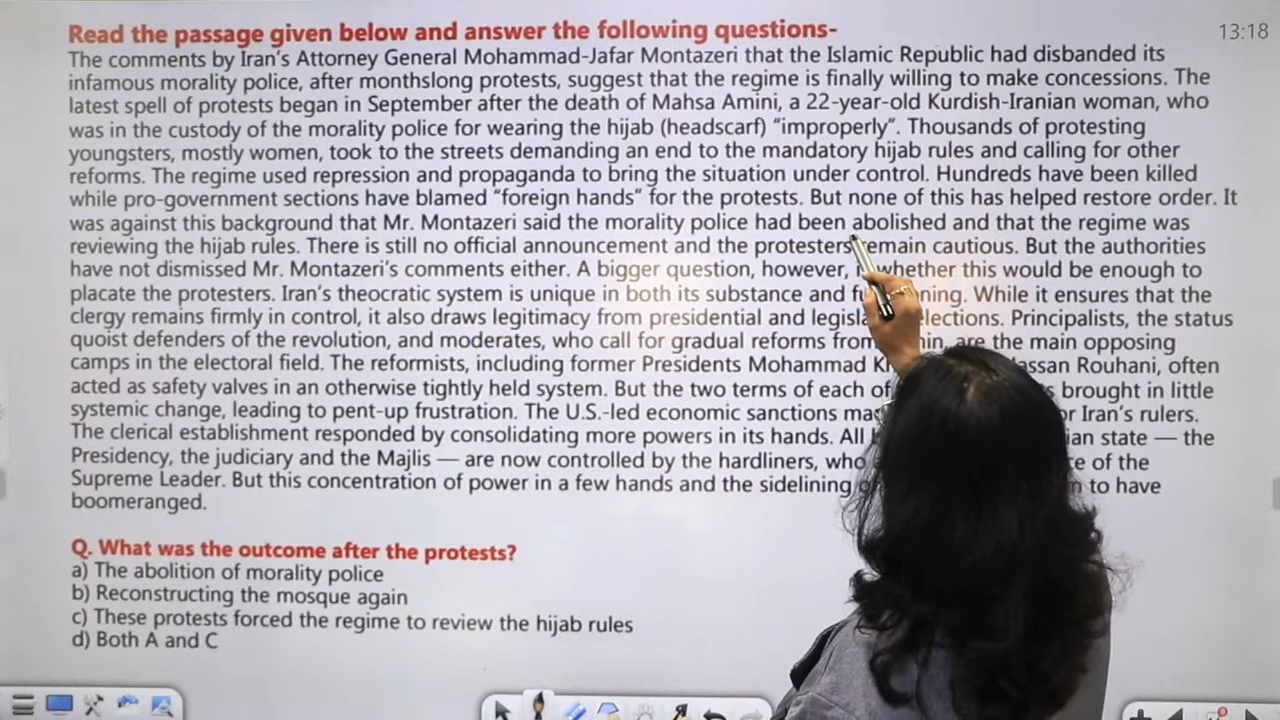 Read the passage given below and answer the following questions-
13:18
The comments by Iran's Attorney General Mohammad-Jafar Montazeri that the Islamic Republic had disbanded its
infamous morality police, after monthslong protests, suggest that the regime is finally willing to make concessions. The
latest spell of protests began in September after the death of Mahsa Amini, a 22-year-old Kurdish-Iranian woman, who
was in the custody of the morality police for wearing the hijab (headscarf) "improperly". Thousands of protesting
youngsters, mostly women, took to the streets demanding an end to the mandatory hijab rules and calling for other
reforms. The regime used repression and propaganda to bring the situation under control. Hundreds have been killed
while pro-government sections have blamed "foreign hands" for the protests. But none of this has helped restore order. It
was against this background that Mr. Montazeri said the morality police had been abolished and that the regime was
reviewing the hijab rules. There is still no official announcement and the protesters remain cautious. But the authorities
have not dismissed Mr. Montazeri's comments either. A bigger question, however, whether this would be enough to
placate the protesters. Iran's theocratic system is unique in both its substance and While it ensures that the
clergy remains firmly in control, it also draws legitimacy from presidential and elections. Principalists, the status
quoist defenders of the revolution, and moderates, who call for gradual reforms from are the main opposing
camps in the electoral field. The reformists, including former Presidents Mohammad Hassan Rouhani, often
acted as safety valves in an otherwise tightly held system. But the two terms of each of brought in little
systemic change, leading to pent-up frustration. The U.S.-led economic sanctions Iran's rulers.
The clerical establishment responded by consolidating more powers in its hands. All state — the
Presidency, the judiciary and the Majlis — are now controlled by the hardliners, who of the
Supreme Leader. But this concentration of power in a few hands and the sidelining to have
boomeranged.
Q. What was the outcome after the protests?
a) The abolition of morality police
b) Reconstructing the mosque again
c) These protests forced the regime to review the hijab rules
d) Both A and C